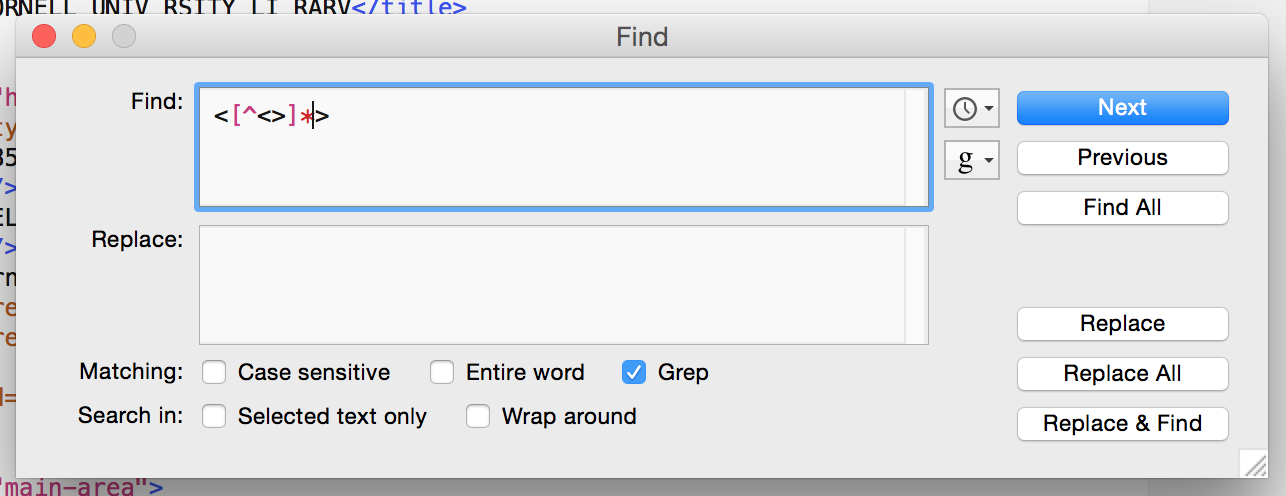 ORNELL UNIV RSITY LI RARV</title>
Find
Find:
<[^<>]*>
Next
g
Previous
Find All
Replace:
Replace
Matching:
Case sensitive
Entire word
Grep
Replace All
Search in:
Selected text only
Wrap around
Replace & Find
"main-area">